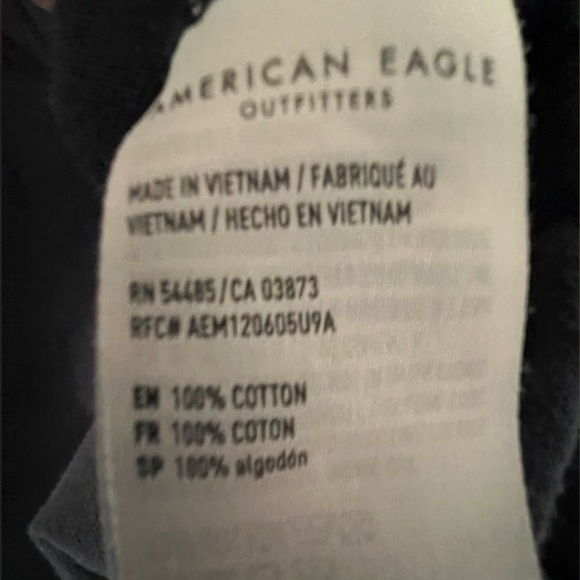 AMERICAN EAGLE
OUTFITTERS
MADE IN VIETNAM / FABRIQUÉ AU
VIETNAM / HECHO EN VIETNAM
RN 54485/CA 03873
RFC# AEM120605U9A
EN 100% COTTON
FR 100% COTON
SP 100% algodón